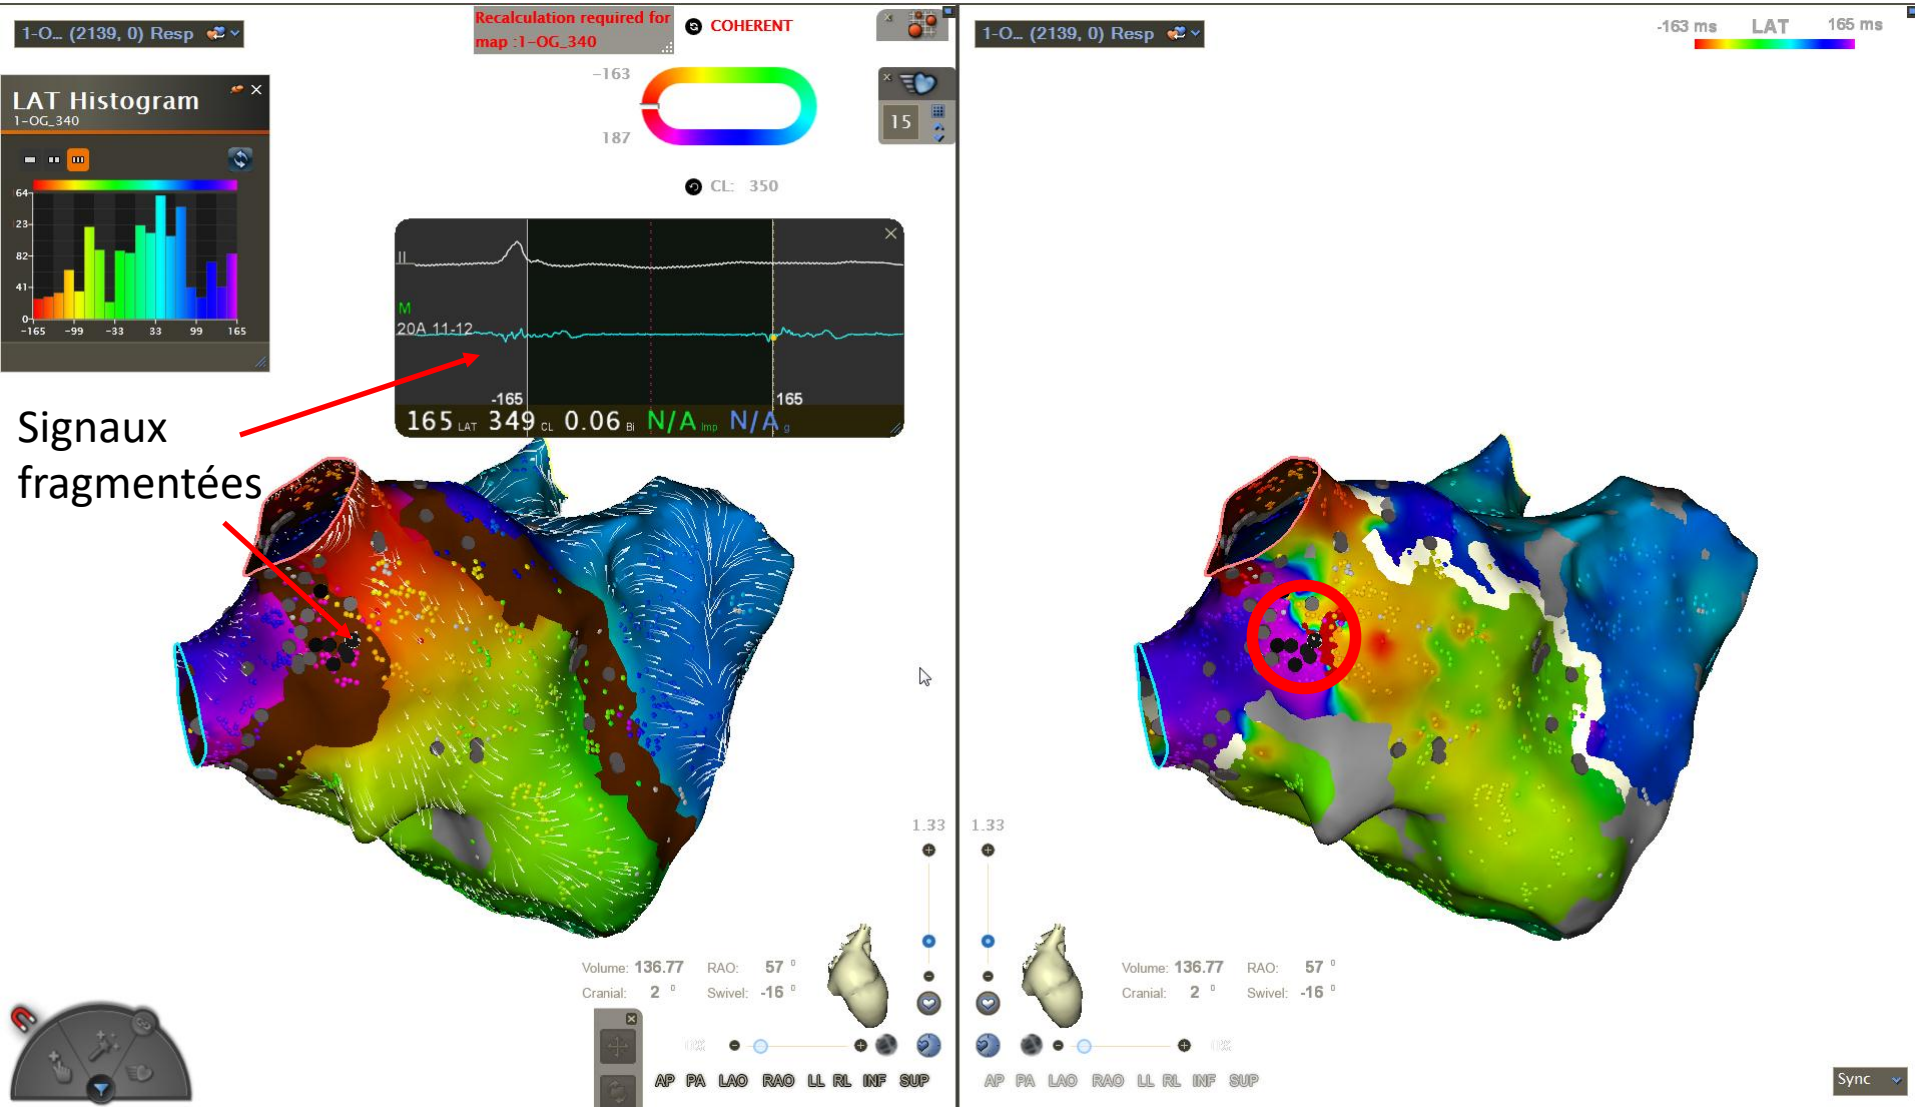 1-O... (2139, 0) Resp
Recalculation required for
map :1-OG_340
COHERENT
-163
187
CL: 350
15
LAT Histogram
1-OG_340
64
23
82
41
0
-165 -99 -33 33 99 165
II
M
20A 11-12
-165
165
165 LAT 349 CL 0.06 Bi N/A Imp N/A g
Signaux
fragmentées
1.33
Volume: 136.77 RAO: 57 °
Cranial: 2 ° Swivel: -16 °
AP PA LAO RAO LL RL INF SUP
1-O... (2139, 0) Resp
-163 ms LAT 165 ms
1.33
Volume: 136.77 RAO: 57 °
Cranial: 2 ° Swivel: -16 °
AP PA LAO RAO LL RL INF SUP
Sync